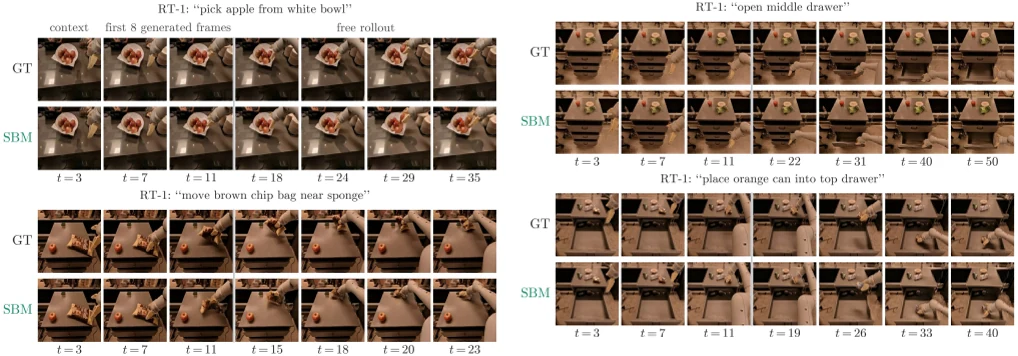 RT-1: ‘‘pick apple from white bowl’’
context first 8 generated frames free rollout
GT
SBM
t = 3 t = 7 t = 11 t = 18 t = 24 t = 29 t = 35
RT-1: ‘‘move brown chip bag near sponge’’
GT
SBM
t = 3 t = 7 t = 11 t = 15 t = 18 t = 20 t = 23
RT-1: ‘‘open middle drawer’’
GT
SBM
t = 3 t = 7 t = 11 t = 22 t = 31 t = 40 t = 50
RT-1: ‘‘place orange can into top drawer’’
GT
SBM
t = 3 t = 7 t = 11 t = 19 t = 26 t = 33 t = 40